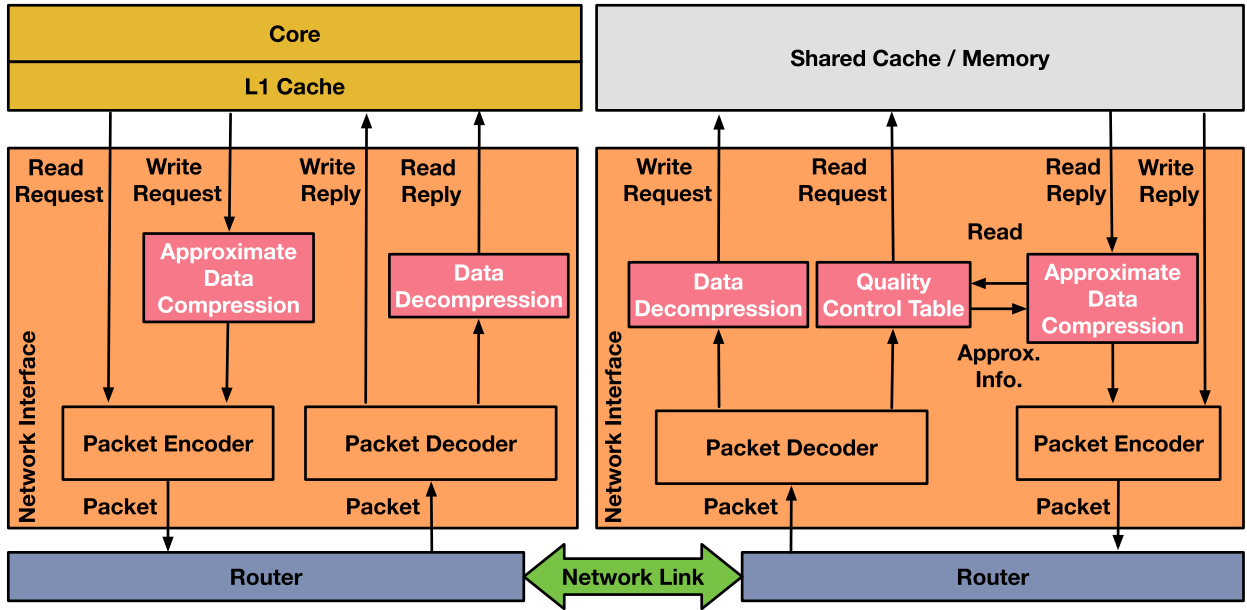 Core
L1 Cache
Read
Request
Write
Request
Write
Reply
Read
Reply
Approximate
Data
Compression
Data
Decompression
Network Interface
Packet Encoder
Packet Decoder
Packet
Packet
Router
Network Link
Shared Cache / Memory
Write
Request
Read
Request
Read
Reply
Write
Reply
Read
Data
Decompression
Quality
Control Table
Approximate
Data
Compression
Approx.
Info.
Network Interface
Packet Decoder
Packet Encoder
Packet
Packet
Router